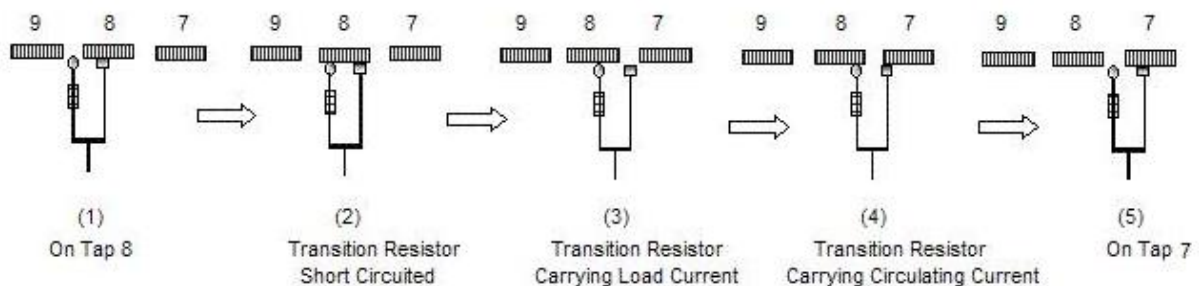 9 8 7 9 8 7 9 8 7 9 8 7 9 8 7
(1) (2) (3) (4) (5)
On Tap 8 Transition Resistor Transition Resistor Transition Resistor On Tap 7
Short Circuited Carrying Load Current Carrying Circulating Current